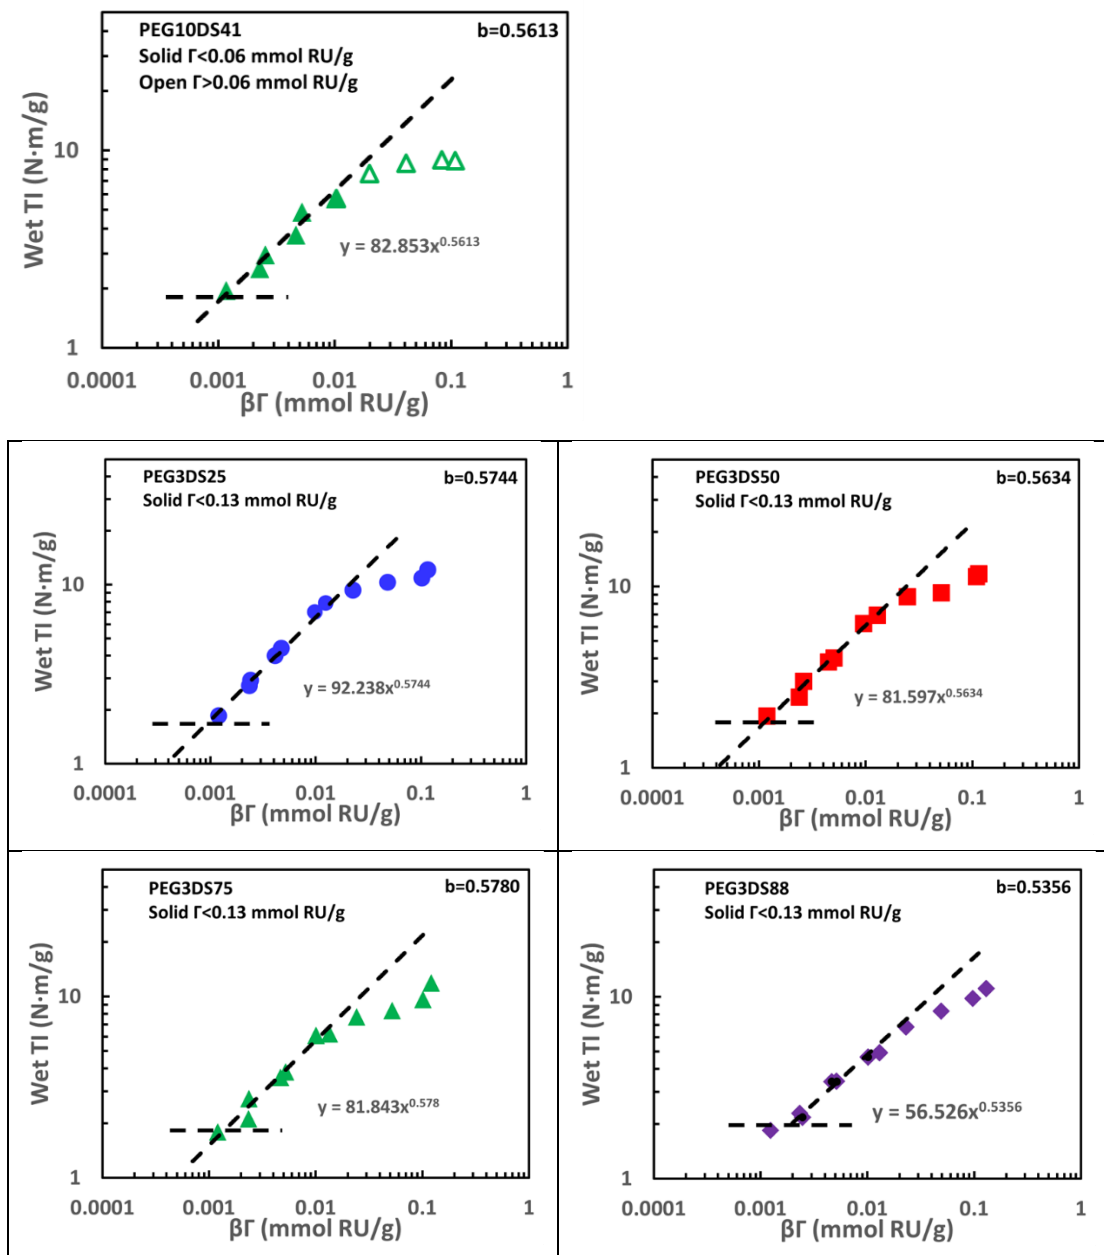 PEG10DS41
b=0.5613
Solid Γ<0.06 mmol RU/g
Open Γ>0.06 mmol RU/g
Wet TI (N·m/g)
10
1
y = 82.853x^0.5613
0.0001 0.001 0.01 0.1 1
βΓ (mmol RU/g)
PEG3DS25
b=0.5744
Solid Γ<0.13 mmol RU/g
Wet TI (N·m/g)
10
1
y = 92.238x^0.5744
0.0001 0.001 0.01 0.1 1
βΓ (mmol RU/g)
PEG3DS50
b=0.5634
Solid Γ<0.13 mmol RU/g
Wet TI (N·m/g)
10
1
y = 81.597x^0.5634
0.0001 0.001 0.01 0.1 1
βΓ (mmol RU/g)
PEG3DS75
b=0.5780
Solid Γ<0.13 mmol RU/g
Wet TI (N·m/g)
10
1
y = 81.843x^0.578
0.0001 0.001 0.01 0.1 1
βΓ (mmol RU/g)
PEG3DS88
b=0.5356
Solid Γ<0.13 mmol RU/g
Wet TI (N·m/g)
10
1
y = 56.526x^0.5356
0.0001 0.001 0.01 0.1 1
βΓ (mmol RU/g)